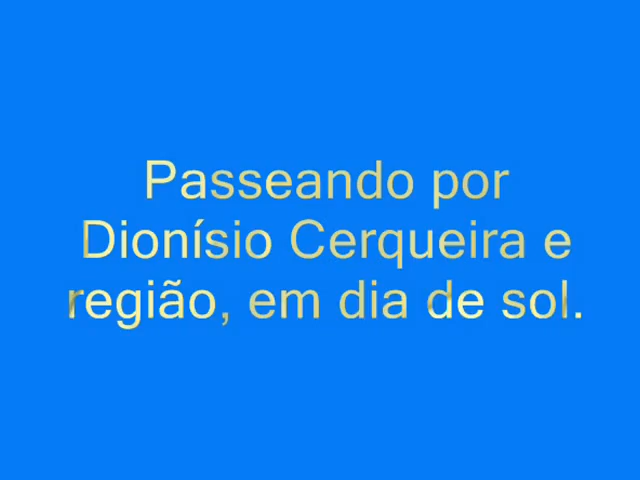 Passeando por
Dionísio Cerqueira e
região, em dia de sol.